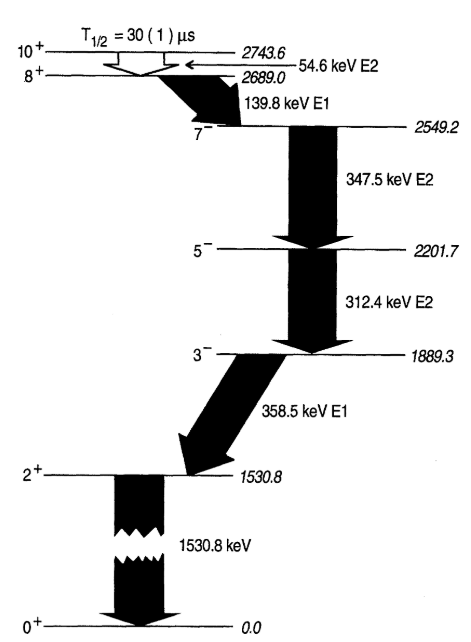 T1/2 = 30 ( 1 ) μs
10+ 2743.6
54.6 keV E2
8+ 2689.0
139.8 keV E1
7− 2549.2
347.5 keV E2
5− 2201.7
312.4 keV E2
3− 1889.3
358.5 keV E1
2+ 1530.8
1530.8 keV
0+ 0.0